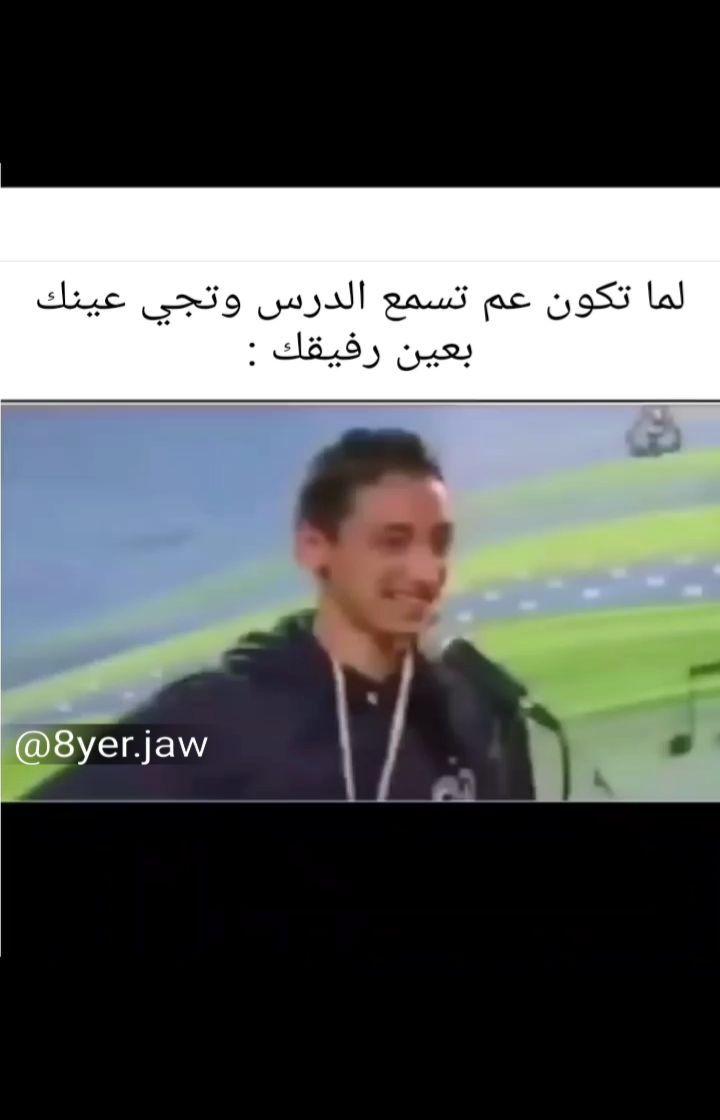 لما تكون عم تسمع الدرس وتجي عينك
بعين رفيقك :
@8yer.jaw